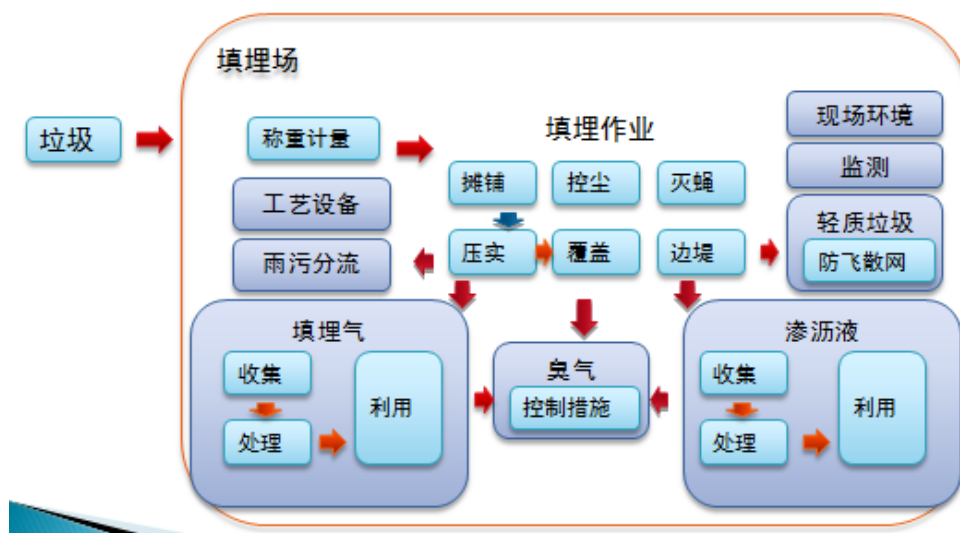 填埋场
垃圾
称重计量
填埋作业
现场环境
监测
工艺设备
摊铺
控尘
灭蝇
轻质垃圾
防飞散网
雨污分流
压实
覆盖
边堤
填埋气
收集
处理
利用
臭气
控制措施
渗沥液
收集
处理
利用